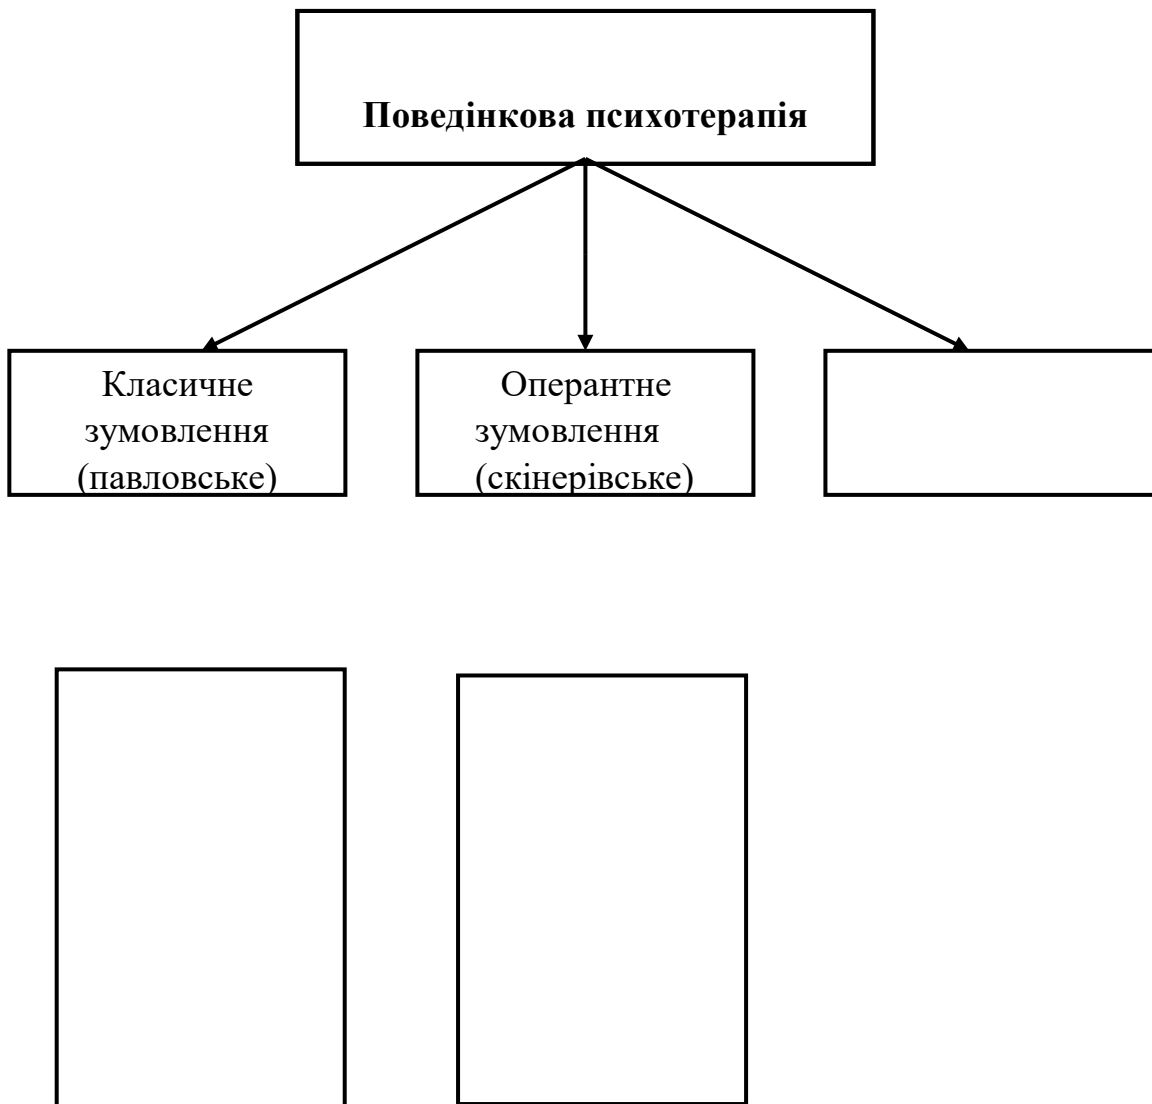 Поведінкова психотерапія
Класичне
зумовлення
(павловське)
Оперантне
зумовлення
(скінерівське)